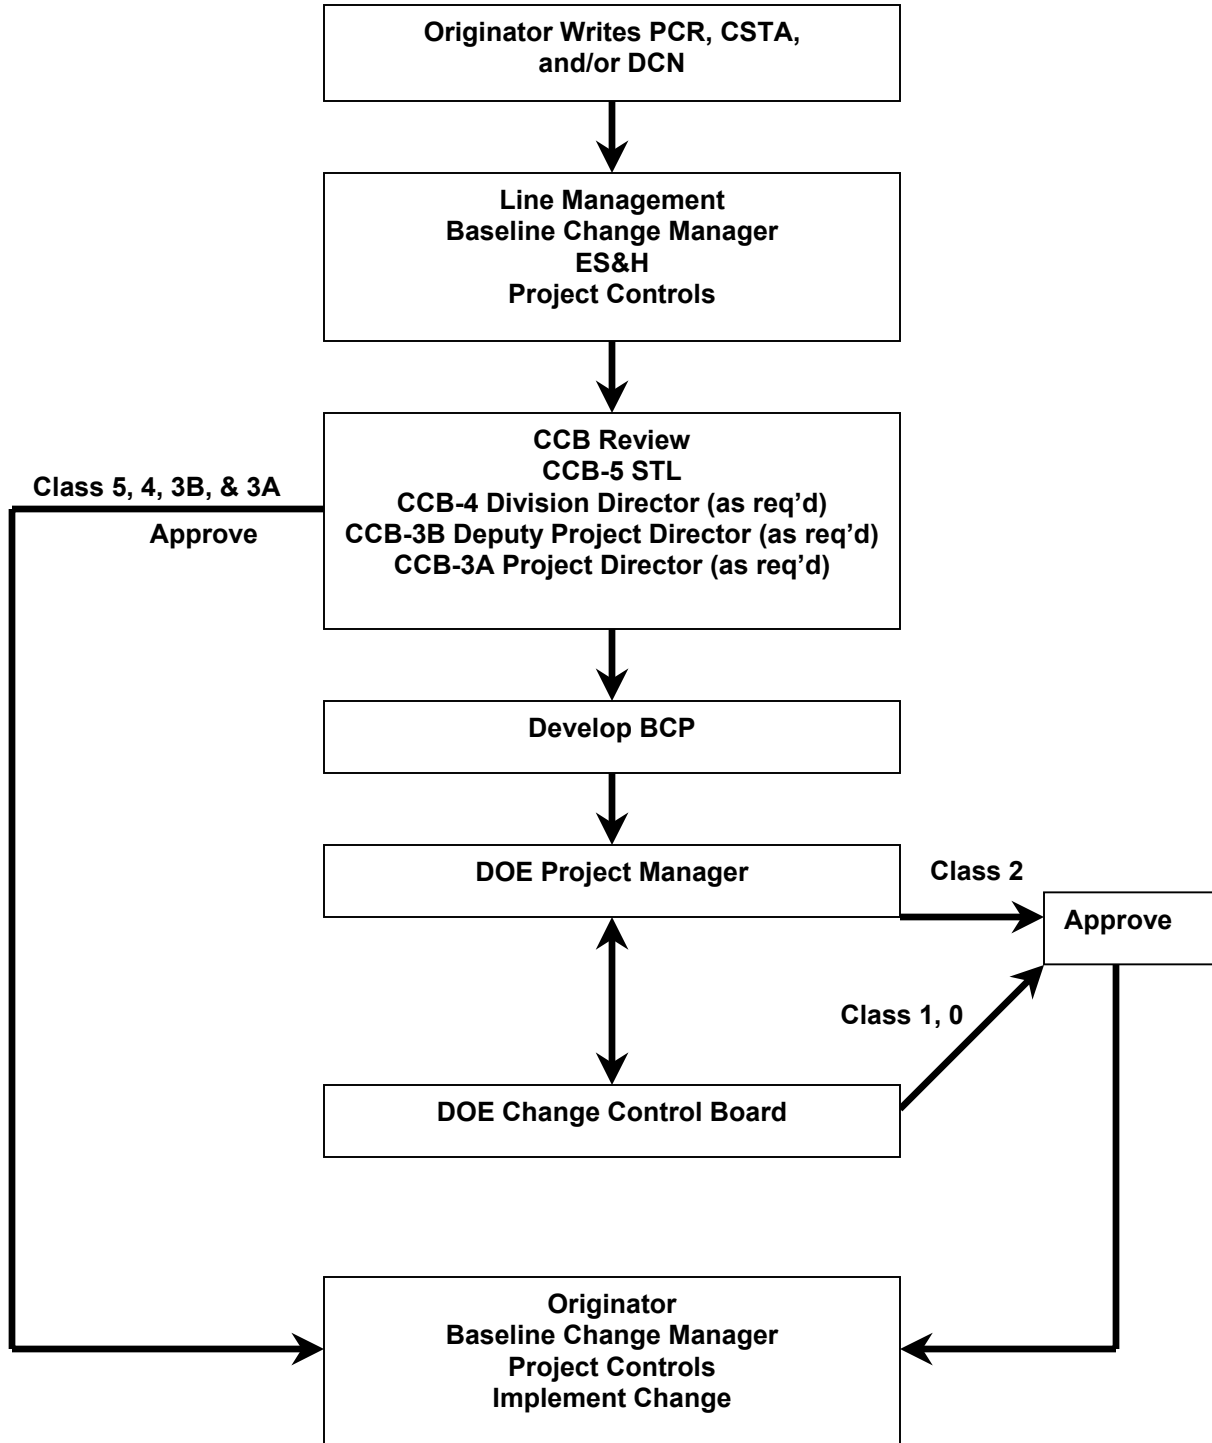 Originator Writes PCR, CSTA,
and/or DCN
Line Management
Baseline Change Manager
ES&H
Project Controls
CCB Review
CCB-5 STL
CCB-4 Division Director (as req’d)
CCB-3B Deputy Project Director (as req’d)
CCB-3A Project Director (as req’d)
Class 5, 4, 3B, & 3A
Approve
Develop BCP
DOE Project Manager
Class 2
Approve
Class 1, 0
DOE Change Control Board
Originator
Baseline Change Manager
Project Controls
Implement Change